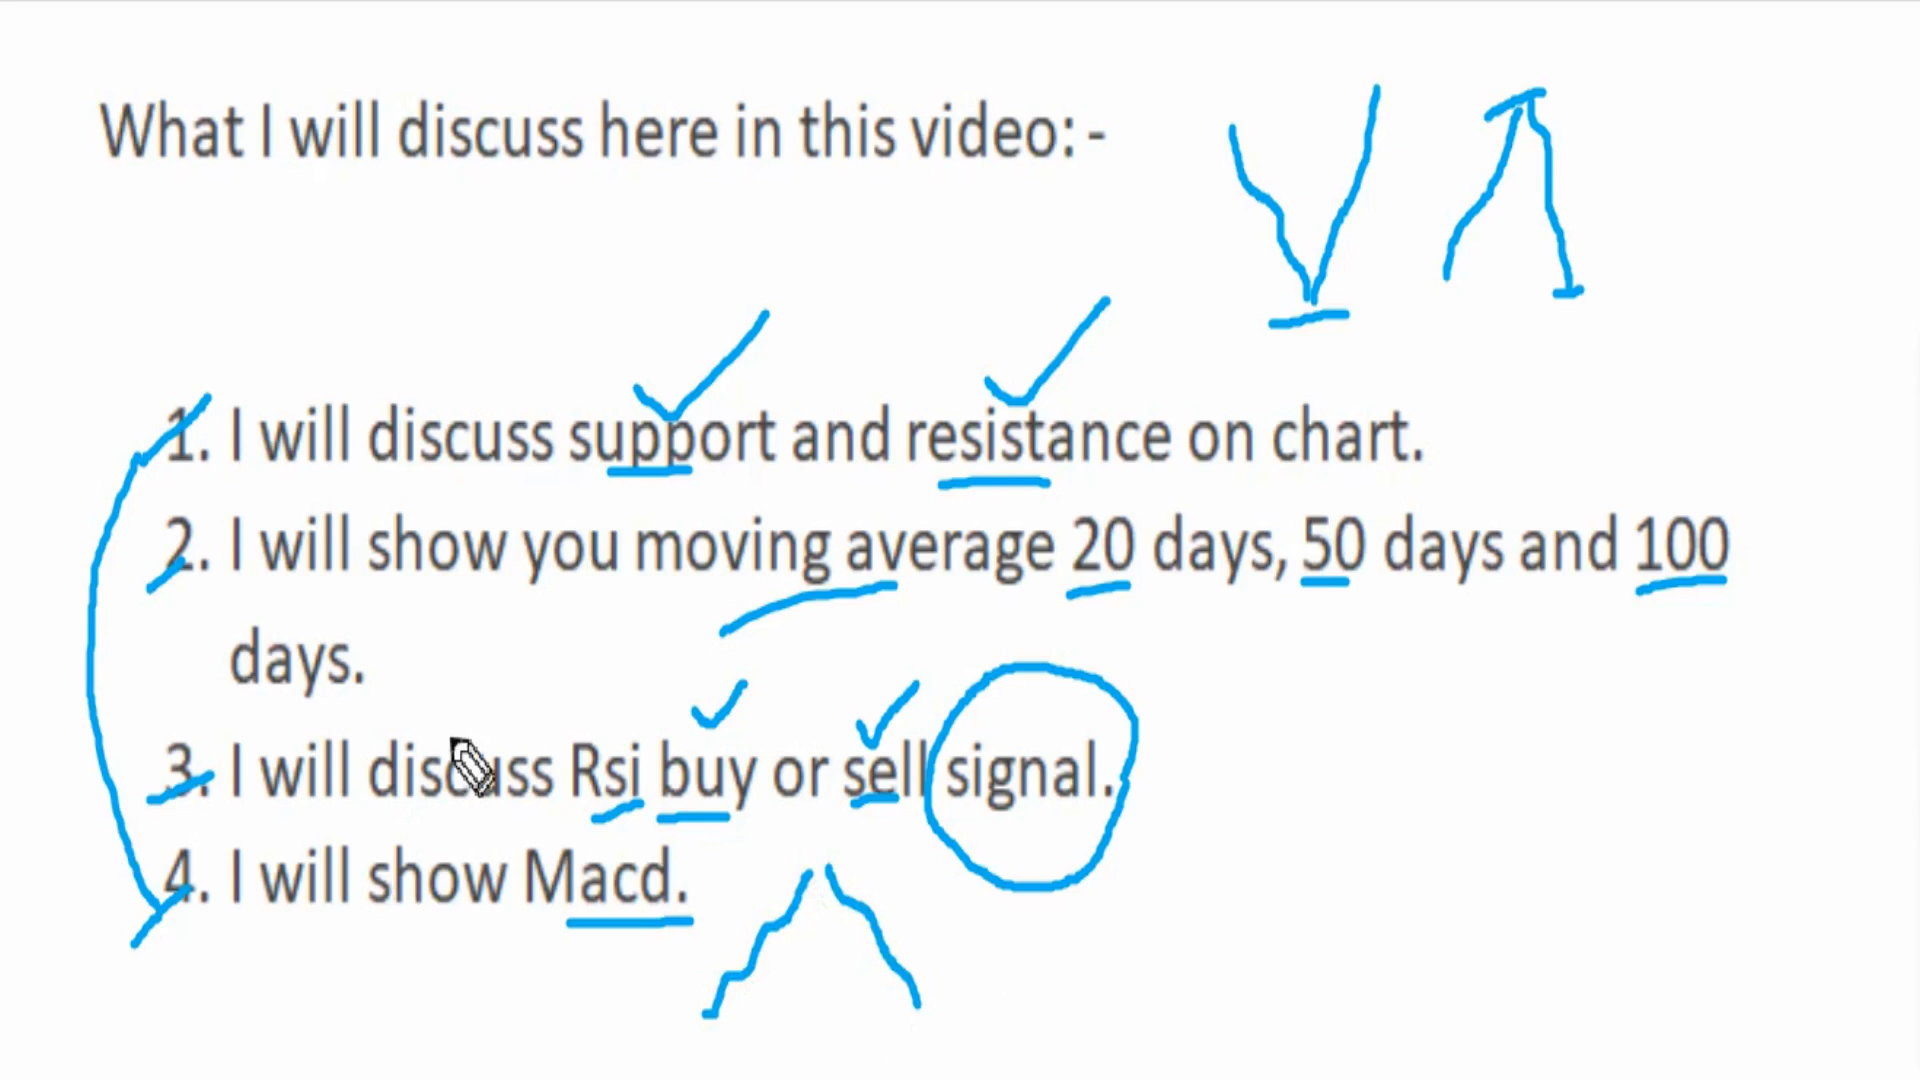 What I will discuss here in this video: -
1. I will discuss support and resistance on chart.
2. I will show you moving average 20 days, 50 days and 100
days.
3. I will discuss Rsi buy or sell signal.
4. I will show Macd.